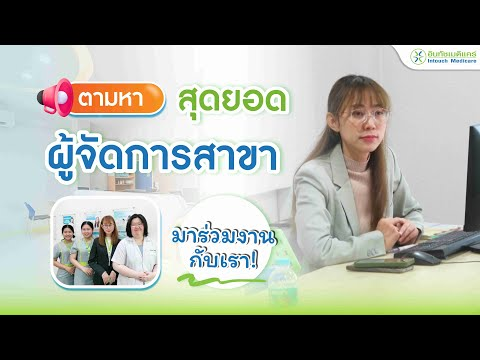 อินทัชเมดิแคร์
Intouch Medicare
ตามหา สุดยอด
ผู้จัดการสาขา
มาร่วมงาน
กับเรา!